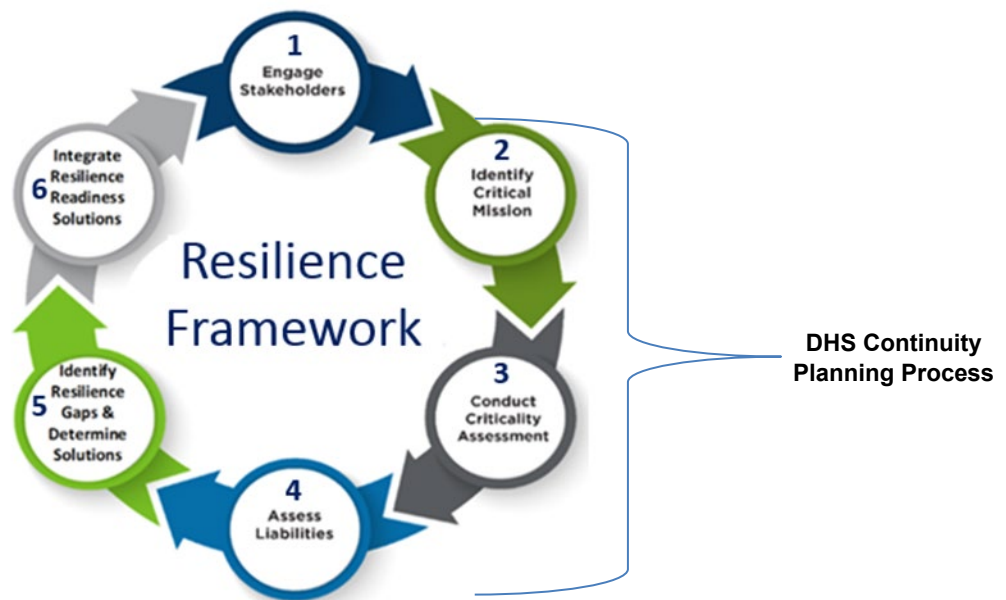 1
Engage
Stakeholders
2
Identify
Critical
Mission
3
Conduct
Criticality
Assessment
4
Assess
Liabilities
5
Identify
Resilience
Gaps &
Determine
Solutions
6
Integrate
Resilience
Readiness
Solutions
Resilience
Framework
DHS Continuity
Planning Process